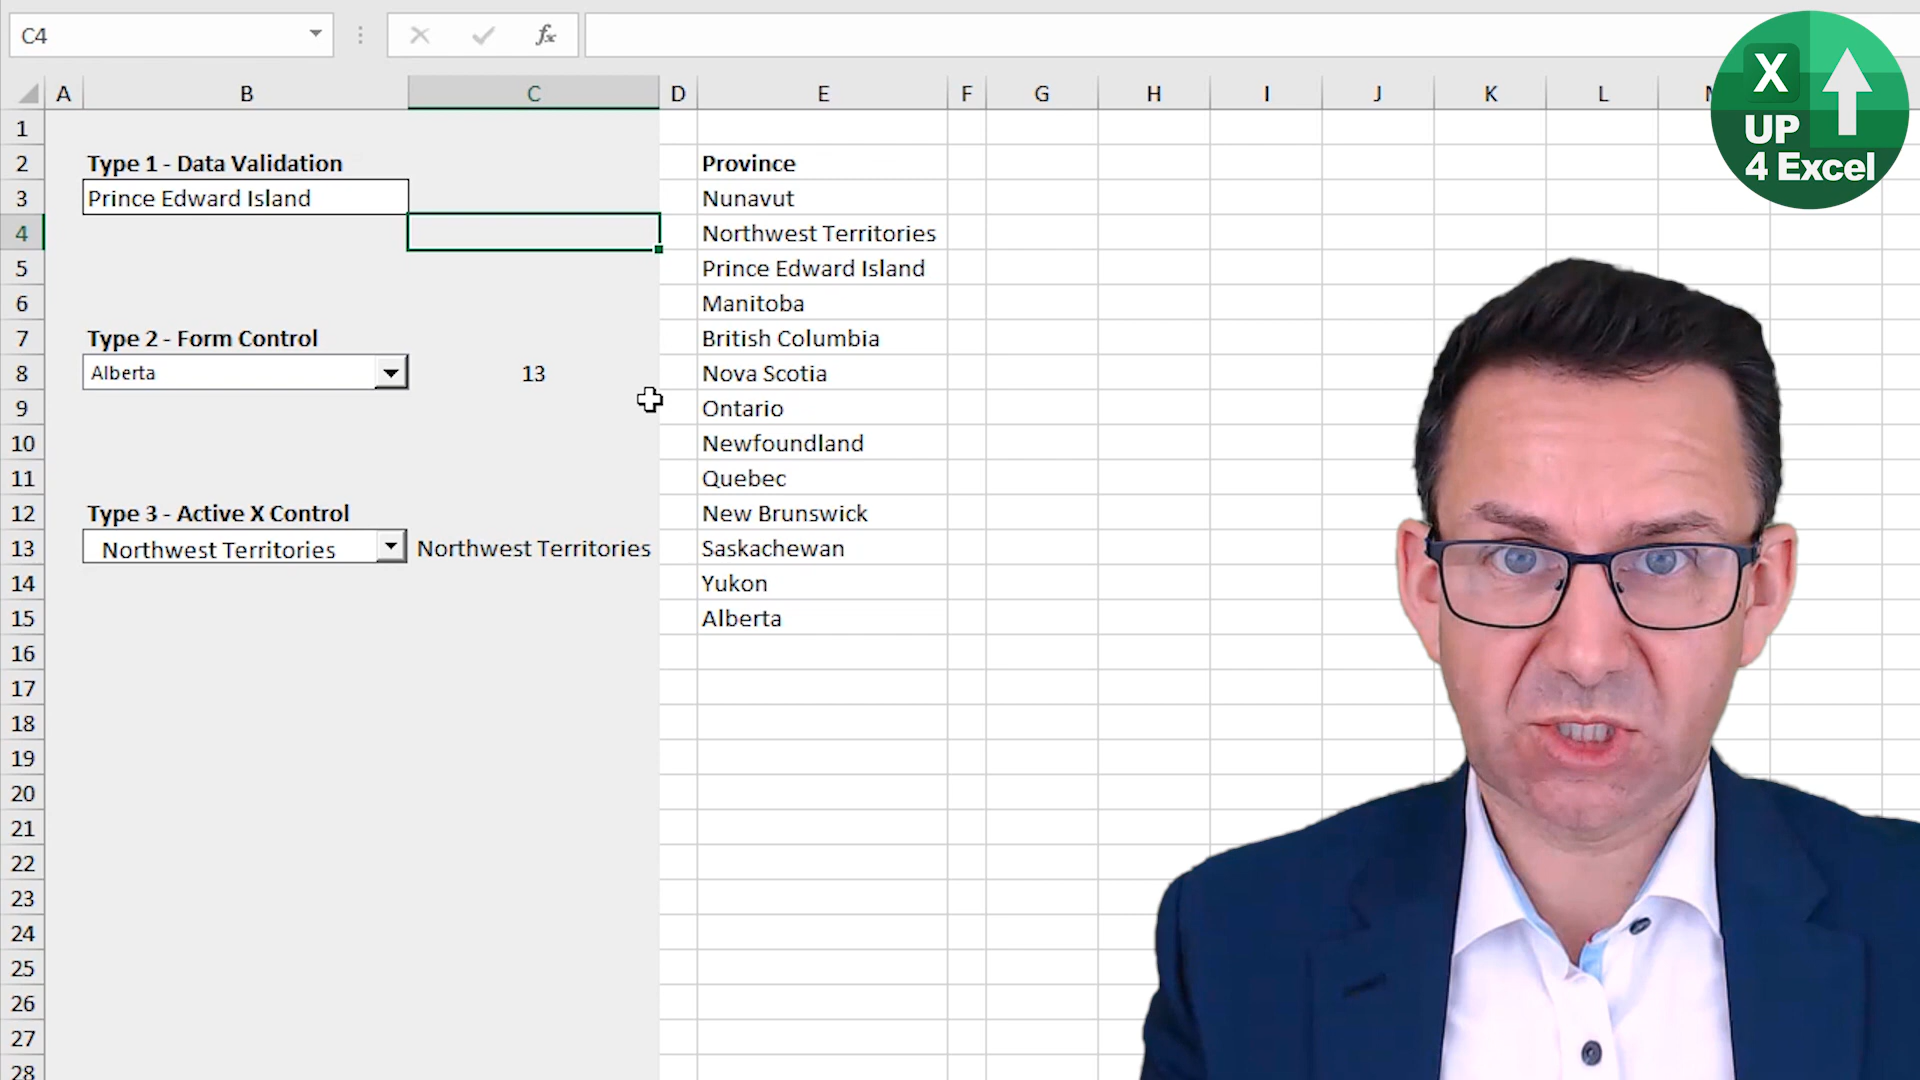 C4
fx
A B C D E F G H I J K L
X
UP
4 Excel
1
2 Type 1 - Data Validation Province
3 Prince Edward Island Nunavut
4 Northwest Territories
5 Prince Edward Island
6 Manitoba
7 Type 2 - Form Control British Columbia
8 Alberta 13 Nova Scotia
9 Ontario
10 Newfoundland
11 Quebec
12 Type 3 - Active X Control New Brunswick
13 Northwest Territories Northwest Territories Saskachewan
14 Yukon
15 Alberta
16
17
18
19
20
21
22
23
24
25
26
27
28